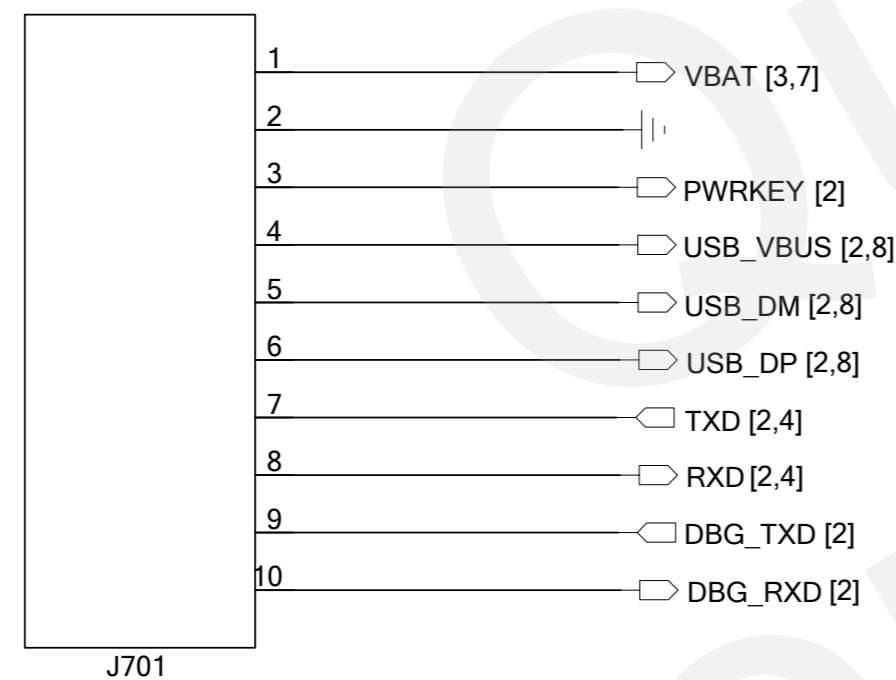 1 VBAT [3,7]
2
3 PWRKEY [2]
4 USB_VBUS [2,8]
5 USB_DM [2,8]
6 USB_DP [2,8]
7 TXD [2,4]
8 RXD [2,4]
9 DBG_TXD [2]
10 DBG_RXD [2]
J701